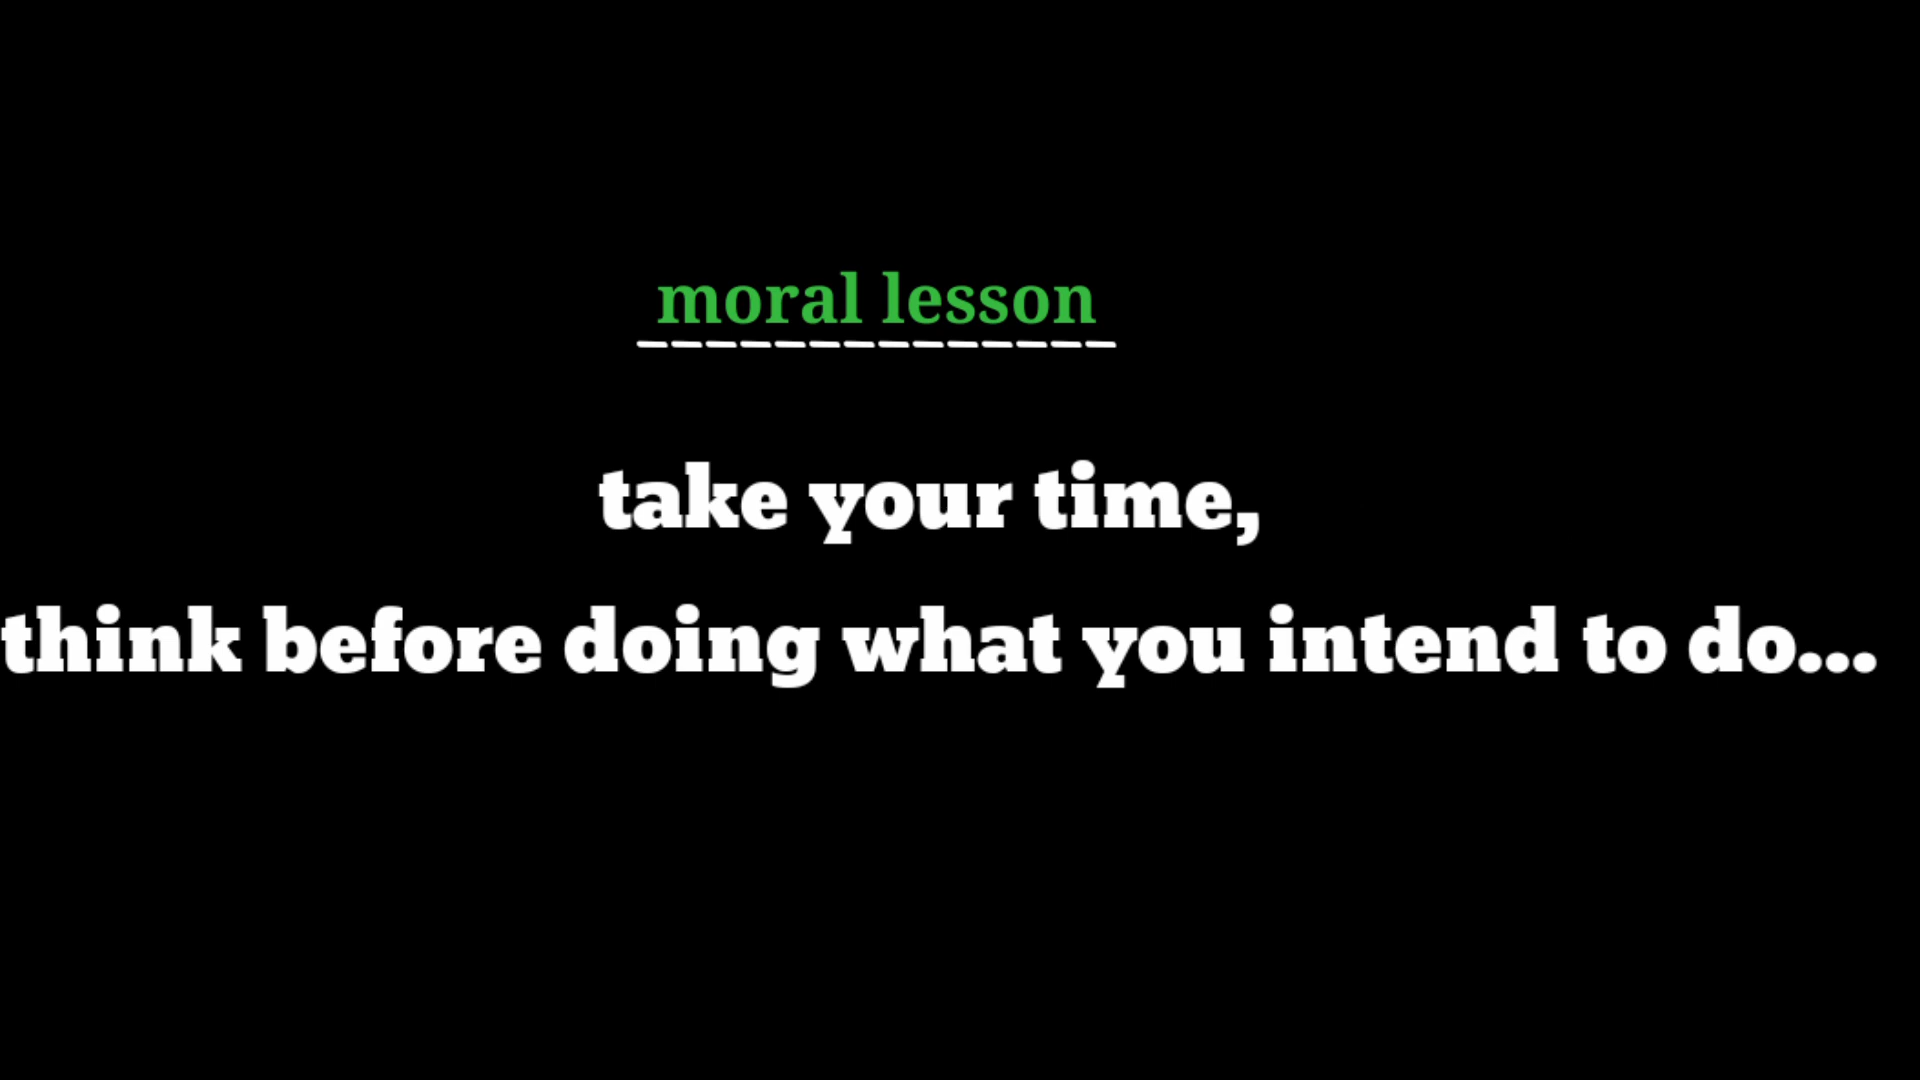 moral lesson
take your time,
think before doing what you intend to do...